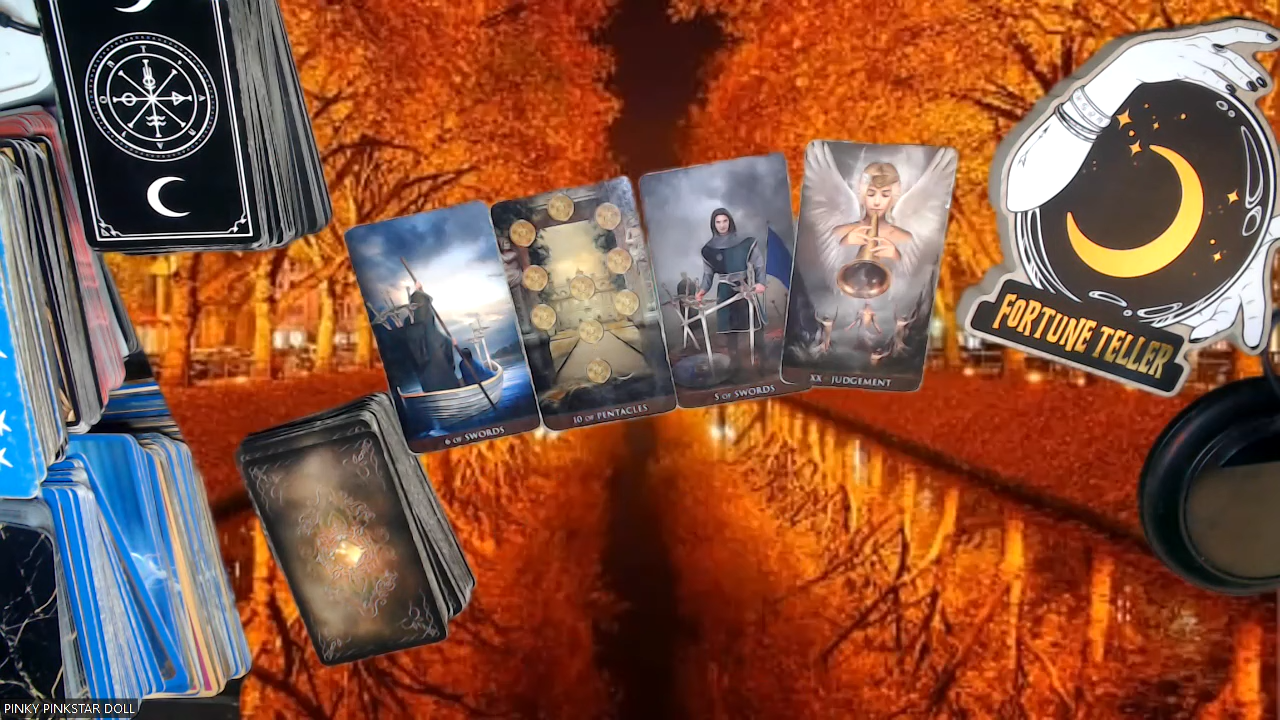 6 OF SWORDS
10 OF PENTACLES
5 OF SWORDS
XX · JUDGEMENT
FORTUNE TELLER
PINKY PINKSTAR DOLL